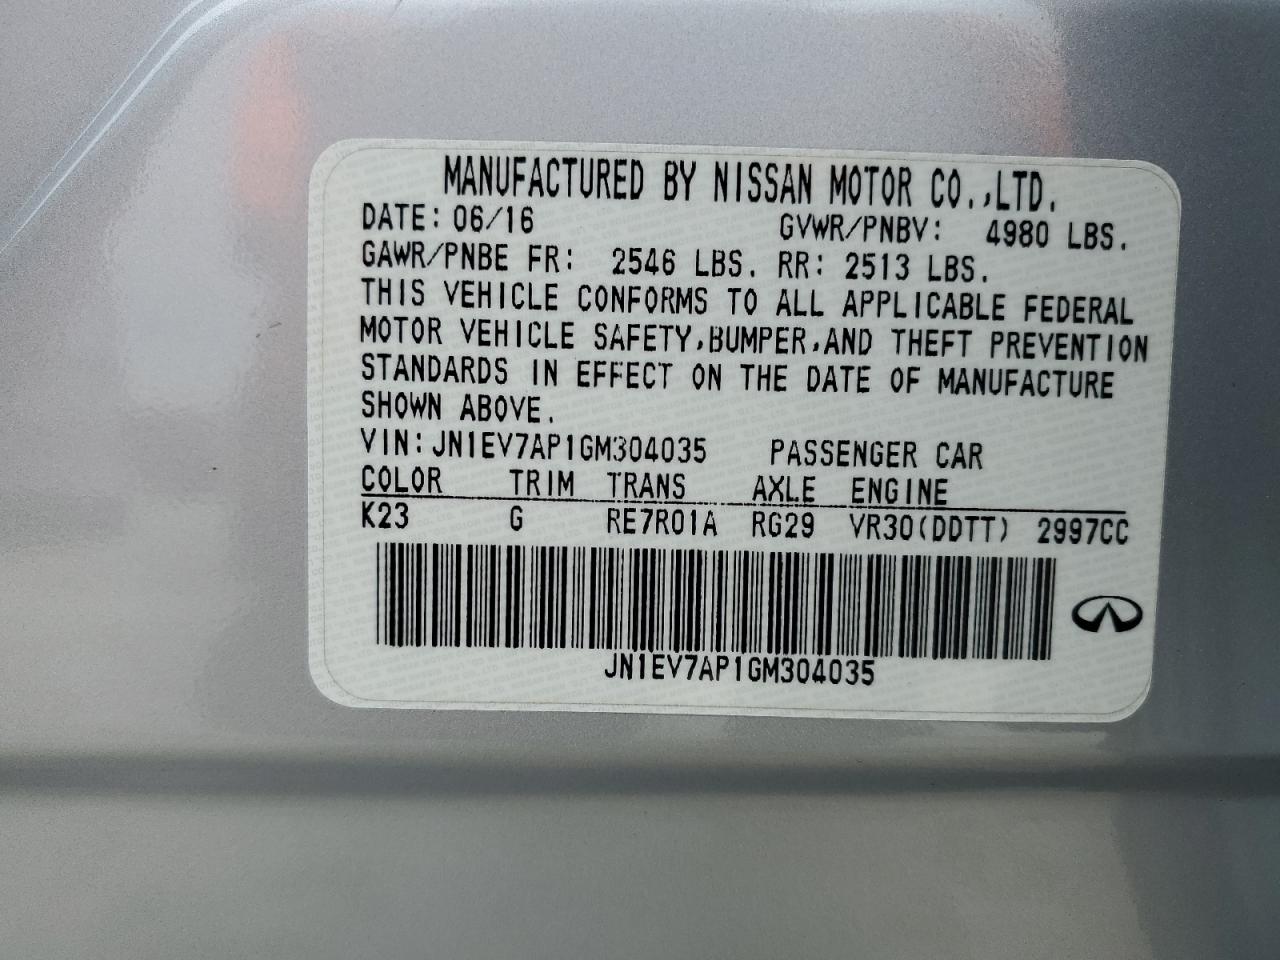 MANUFACTURED BY NISSAN MOTOR CO.,LTD.
DATE: 06/16 GVWR/PNBV: 4980 LBS.
GAWR/PNBE FR: 2546 LBS. RR: 2513 LBS.
THIS VEHICLE CONFORMS TO ALL APPLICABLE FEDERAL
MOTOR VEHICLE SAFETY,BUMPER,AND THEFT PREVENTION
STANDARDS IN EFFECT ON THE DATE OF MANUFACTURE
SHOWN ABOVE.
VIN:JN1EV7AP1GM304035 PASSENGER CAR
COLOR TRIM TRANS AXLE ENGINE
K23 G RE7R01A RG29 VR30(DDTT) 2997CC
JN1EV7AP1GM304035